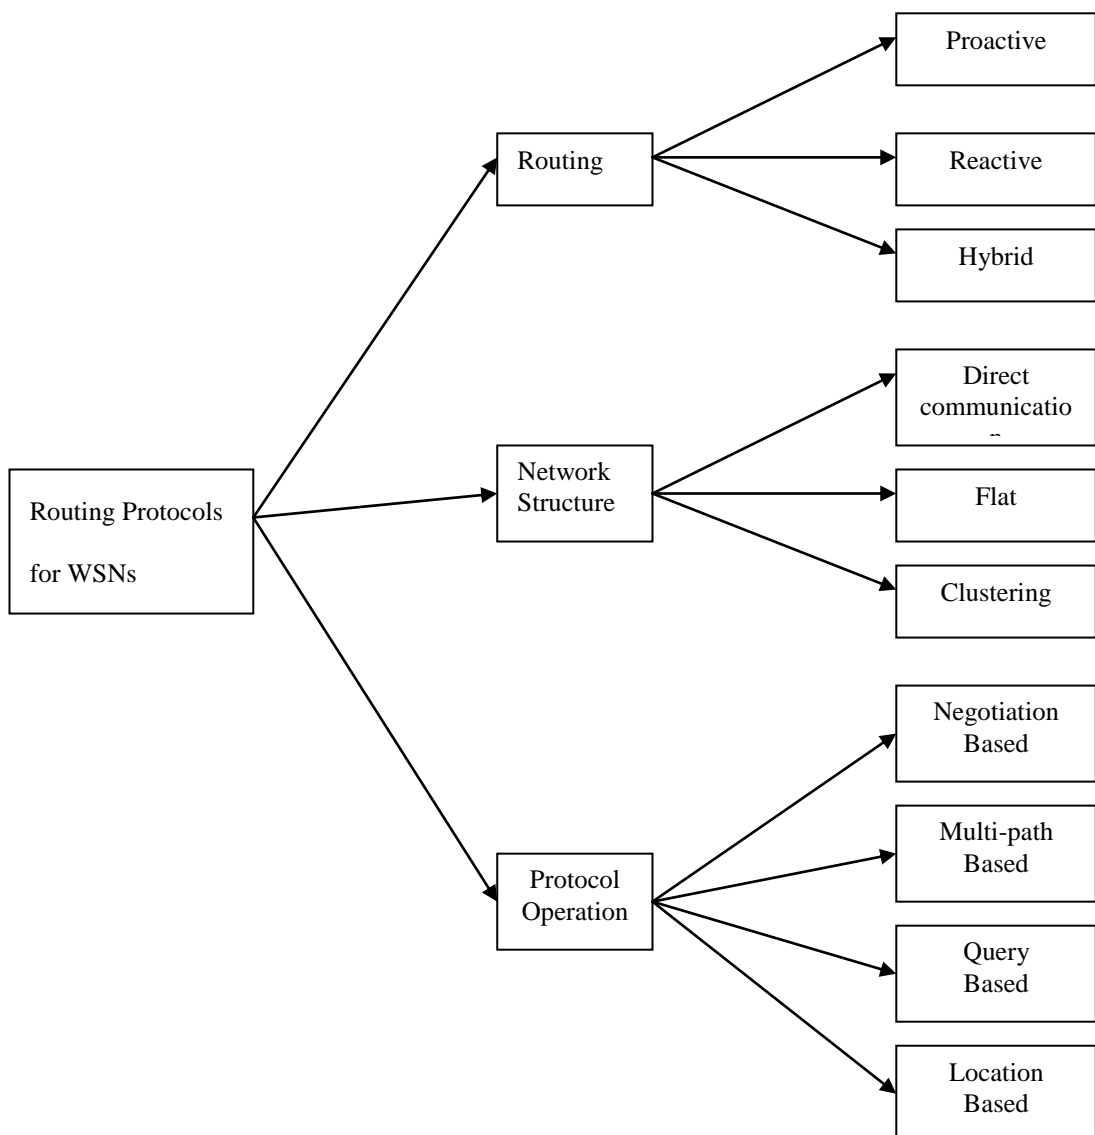 Proactive
Routing
Reactive
Hybrid
Direct
communicatio
n
Network
Structure
Flat
Routing Protocols
for WSNs
Clustering
Negotiation
Based
Multi-path
Based
Protocol
Operation
Query
Based
Location
Based